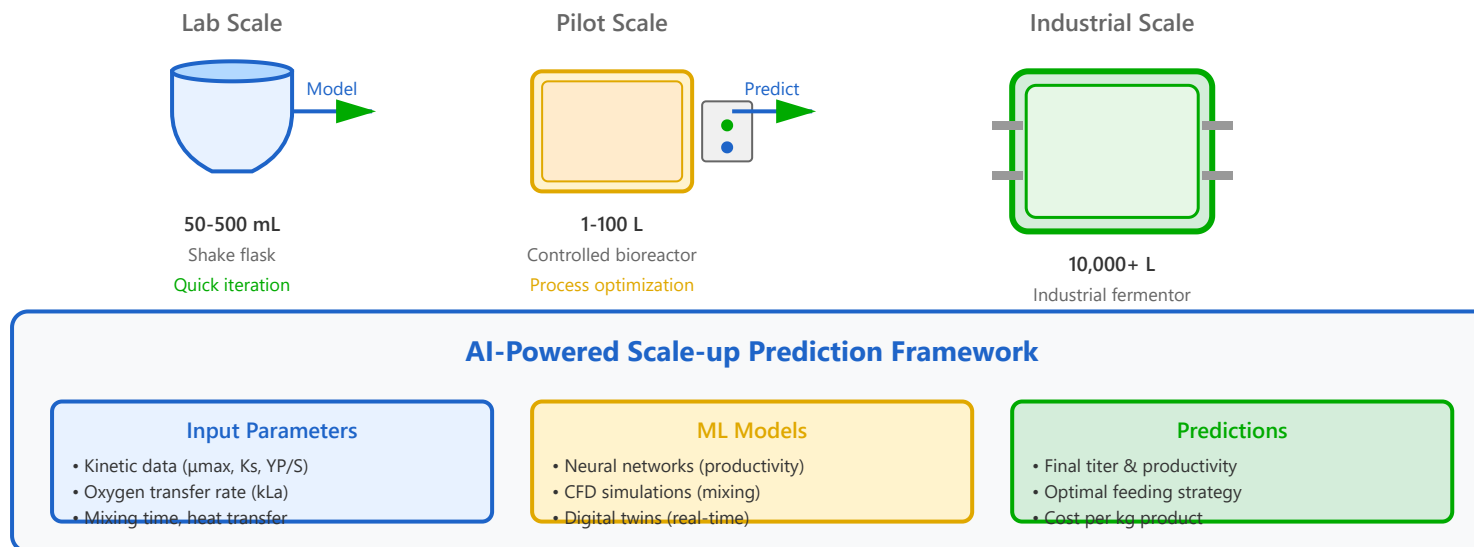 Lab Scale
Pilot Scale
Industrial Scale
Model
Predict
50-500 mL
Shake flask
Quick iteration
1-100 L
Controlled bioreactor
Process optimization
10,000+ L
Industrial fermentor
AI-Powered Scale-up Prediction Framework
Input Parameters
• Kinetic data (μmax, Ks, YP/S)
• Oxygen transfer rate (kLa)
• Mixing time, heat transfer
ML Models
• Neural networks (productivity)
• CFD simulations (mixing)
• Digital twins (real-time)
Predictions
• Final titer & productivity
• Optimal feeding strategy
• Cost per kg product